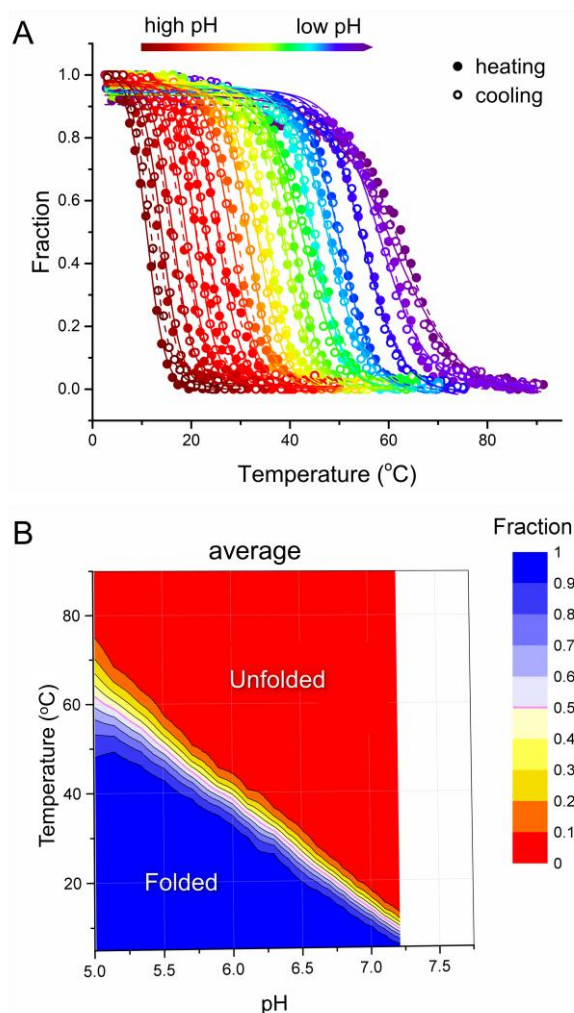 A
high pH
low pH
heating
cooling
Fraction
1.0
0.8
0.6
0.4
0.2
0.0
0
20
40
60
80
Temperature (°C)
B
average
Fraction
Temperature (°C)
80
60
40
20
Unfolded
Folded
5.0
5.5
6.0
6.5
7.0
7.5
pH
1
0.9
0.8
0.7
0.6
0.5
0.4
0.3
0.2
0.1
0